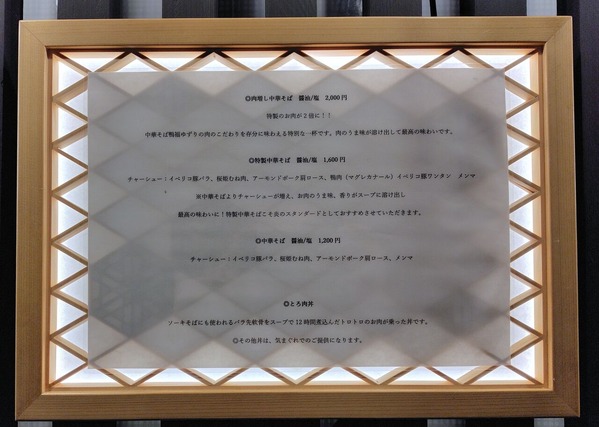 ◎肉増し中華そば　醤油/塩　2,000円
特製のお肉が2倍に！！
中華そば鴨麺ゆずりの肉のこだわりを存分に味わえる特別な一杯です。肉のうま味が溶け出して最高の味わいです。
◎特製中華そば　醤油/塩　1,600円
チャーシュー：イベリコ豚バラ、桜姫むね肉、アーモンドポーク肩ロース、鴨肉（マグレカナール）イベリコ豚ワンタン　メンマ
※中華そばよりチャーシューが増え、お肉のうま味、香りがスープに溶け出し
最高の味わいに！特製中華そばこそ炎のスタンダードとしておすすめさせていただきます。
◎中華そば　醤油/塩　1,200円
チャーシュー：イベリコ豚バラ、桜姫むね肉、アーモンドポーク肩ロース、メンマ
◎とろ肉丼
ソーキそばにも使われるバラ先軟骨をスープで12時間煮込んだトロトロのお肉が乗った丼です。
◎その他丼は、気まぐれでのご提供になります。